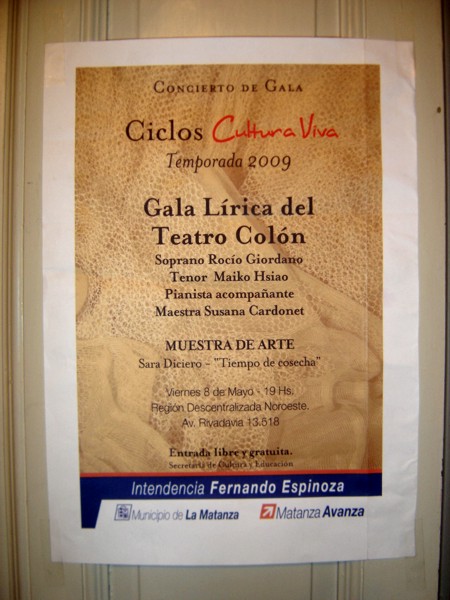 Concierto de Gala
Ciclos Cultura Viva
Temporada 2009
Gala Lírica del
Teatro Colón
Soprano Rocío Giordano
Tenor Maiko Hsiao
Pianista acompañante
Maestra Susana Cardonet
MUESTRA DE ARTE
Sara Diciero - "Tiempo de cosecha"
Viernes 8 de Mayo - 19 Hs.
Región Descentralizada Noroeste.
Av. Rivadavia 13.518
Entrada libre y gratuita.
Secretaría de Cultura y Educación
Intendencia Fernando Espinoza
Municipio de La Matanza Matanza Avanza